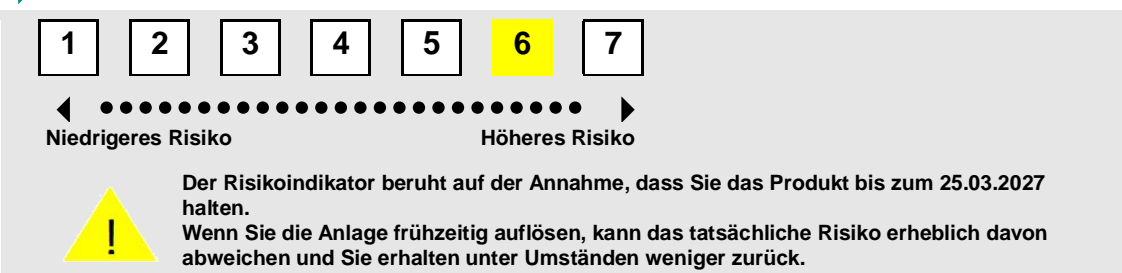 1 2 3 4 5 6 7
Niedrigeres Risiko Höheres Risiko
!
Der Risikoindikator beruht auf der Annahme, dass Sie das Produkt bis zum 25.03.2027
halten.
Wenn Sie die Anlage frühzeitig auflösen, kann das tatsächliche Risiko erheblich davon
abweichen und Sie erhalten unter Umständen weniger zurück.